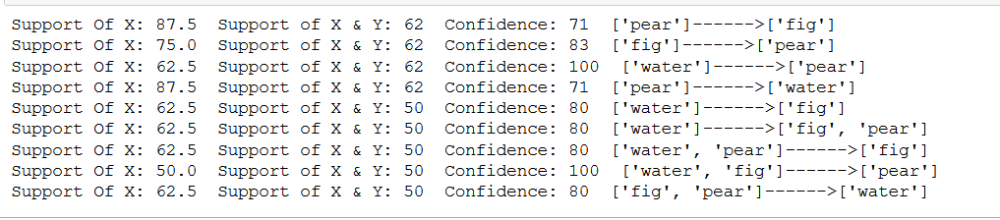 Support Of X: 87.5  Support of X & Y: 62  Confidence: 71  ['pear']------>['fig']
Support Of X: 75.0  Support of X & Y: 62  Confidence: 83  ['fig']------>['pear']
Support Of X: 62.5  Support of X & Y: 62  Confidence: 100  ['water']------>['pear']
Support Of X: 87.5  Support of X & Y: 62  Confidence: 71  ['pear']------>['water']
Support Of X: 62.5  Support of X & Y: 50  Confidence: 80  ['water']------>['fig']
Support Of X: 62.5  Support of X & Y: 50  Confidence: 80  ['water']------>['fig', 'pear']
Support Of X: 62.5  Support of X & Y: 50  Confidence: 80  ['water', 'pear']------>['fig']
Support Of X: 50.0  Support of X & Y: 50  Confidence: 100  ['water', 'fig']------>['pear']
Support Of X: 62.5  Support of X & Y: 50  Confidence: 80  ['fig', 'pear']------>['water']